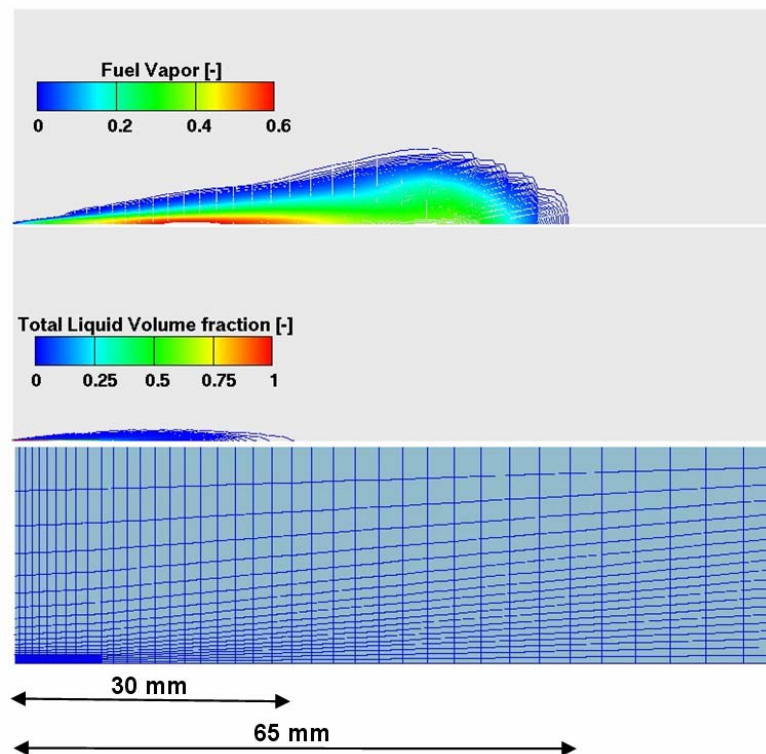 Fuel Vapor [-]
0 0.2 0.4 0.6
Total Liquid Volume fraction [-]
0 0.25 0.5 0.75 1
30 mm
65 mm